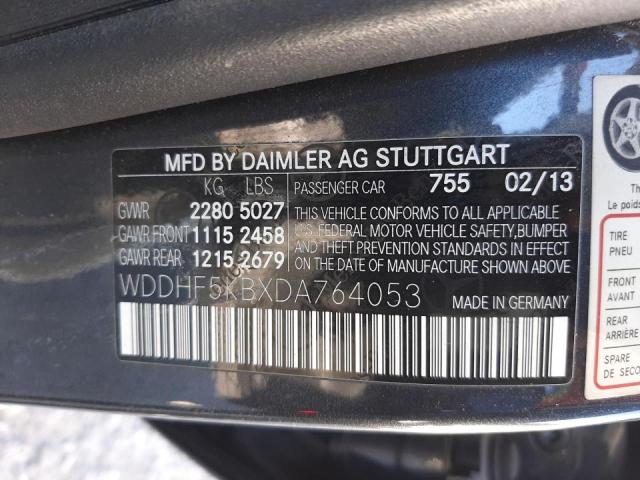 MFD BY DAIMLER AG STUTTGART
KG LBS PASSENGER CAR 755 02/13
GVWR 2280 5027 THIS VEHICLE CONFORMS TO ALL APPLICABLE
GAWR FRONT 1115 2458 U.S. FEDERAL MOTOR VEHICLE SAFETY,BUMPER
GAWR REAR 1215 2679 AND THEFT PREVENTION STANDARDS IN EFFECT
ON THE DATE OF MANUFACTURE SHOWN ABOVE.
WDDHF5KBXDA764053 MADE IN GERMANY
Le poids
TIRE
PNEU
FRONT
AVANT
REAR
ARRIÈRE
SPARE
DE SECO